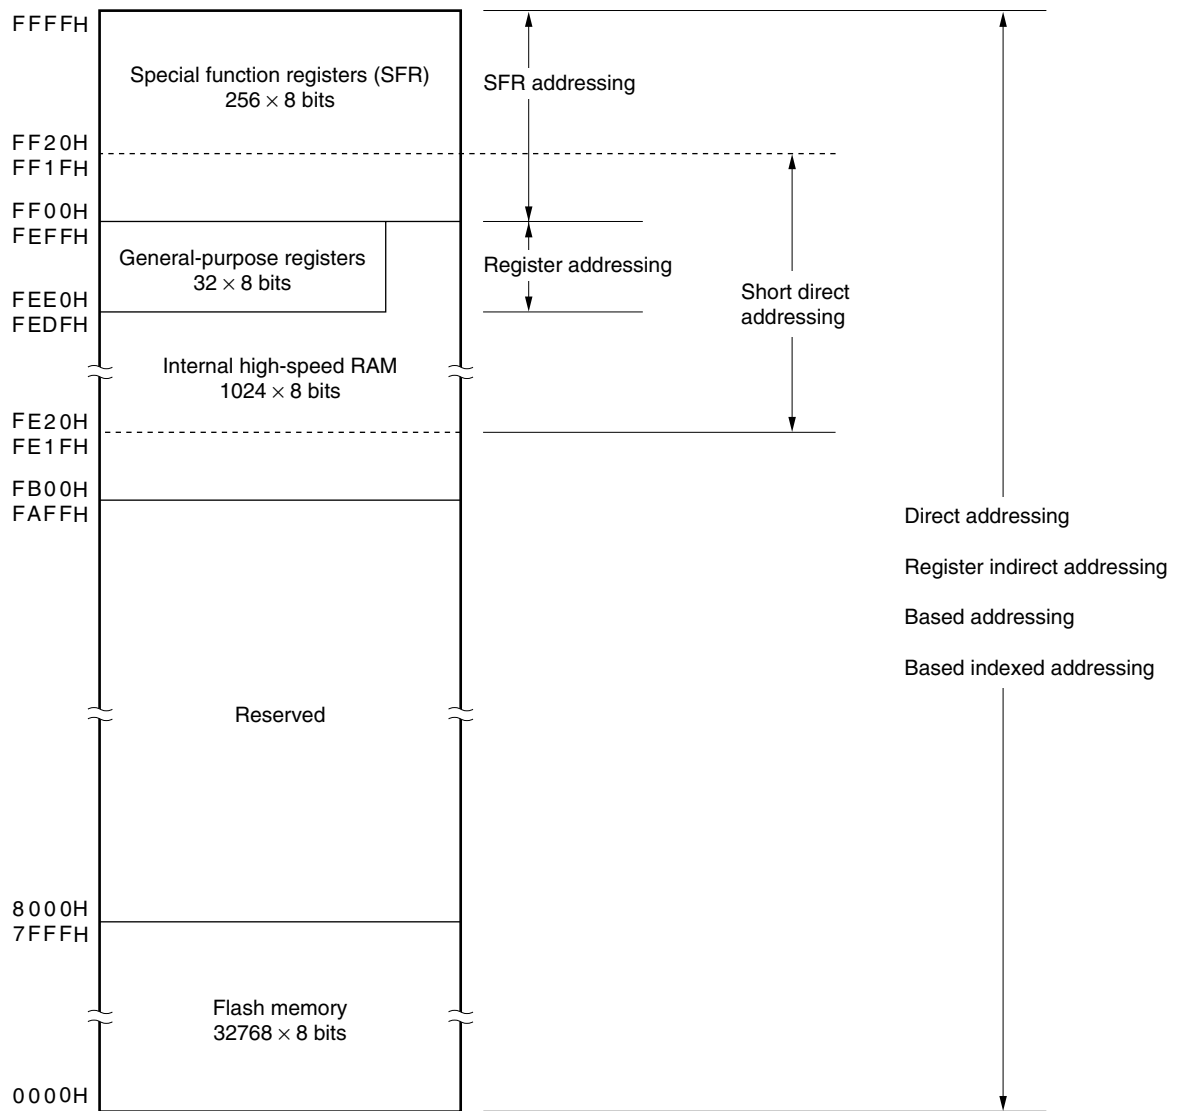 FFFFH
Special function registers (SFR)
256 × 8 bits
SFR addressing
FF20H
FF1FH
FF00H
FEFFH
General-purpose registers
32 × 8 bits
Register addressing
FEE0H
FEDFH
Short direct
addressing
Internal high-speed RAM
1024 × 8 bits
FE20H
FE1FH
FB00H
FAFFH
Direct addressing
Register indirect addressing
Based addressing
Based indexed addressing
Reserved
8000H
7FFFH
Flash memory
32768 × 8 bits
0000H